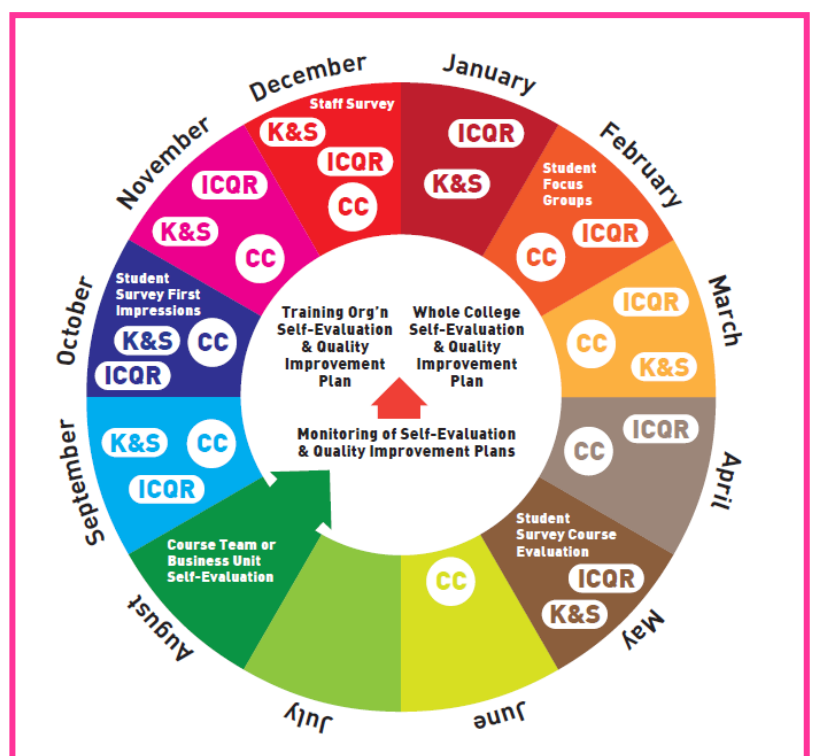 January
ICQR
K&S
February
Student
Focus
Groups
ICQR
CC
March
ICQR
CC
K&S
April
ICQR
CC
May
Student
Survey Course
Evaluation
ICQR
K&S
June
CC
July
August
Course Team or
Business Unit
Self-Evaluation
September
K&S
CC
ICQR
October
Student
Survey First
Impressions
K&S
CC
ICQR
November
ICQR
K&S
CC
December
Staff Survey
K&S
ICQR
CC
Training Org'n
Self-Evaluation
& Quality
Improvement
Plan
Whole College
Self-Evaluation
& Quality
Improvement
Plan
Monitoring of Self-Evaluation
& Quality Improvement Plans